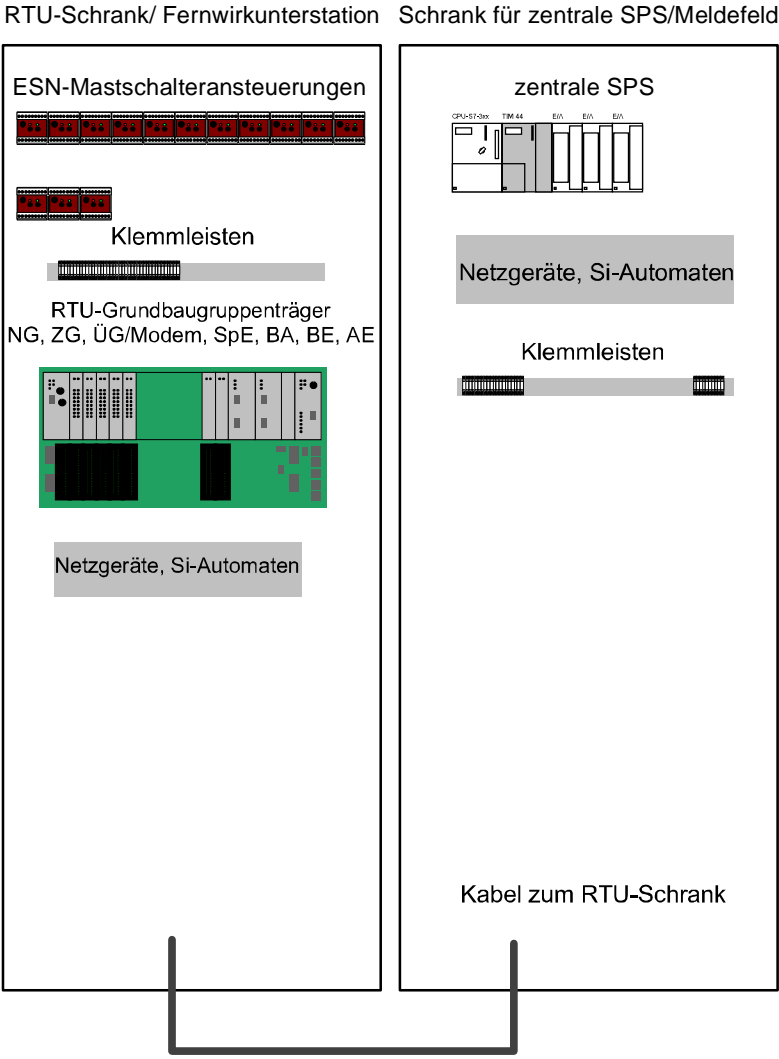 RTU-Schrank/ Fernwirkunterstation
ESN-Mastschalteransteuerungen
Klemmleisten
RTU-Grundbaugruppenträger
NG, ZG, ÜG/Modem, SpE, BA, BE, AE
Netzgeräte, Si-Automaten
Schrank für zentrale SPS/Meldefeld
zentrale SPS
CPU-S7-3xx TIM 44 E/A E/A E/A
Netzgeräte, Si-Automaten
Klemmleisten
Kabel zum RTU-Schrank